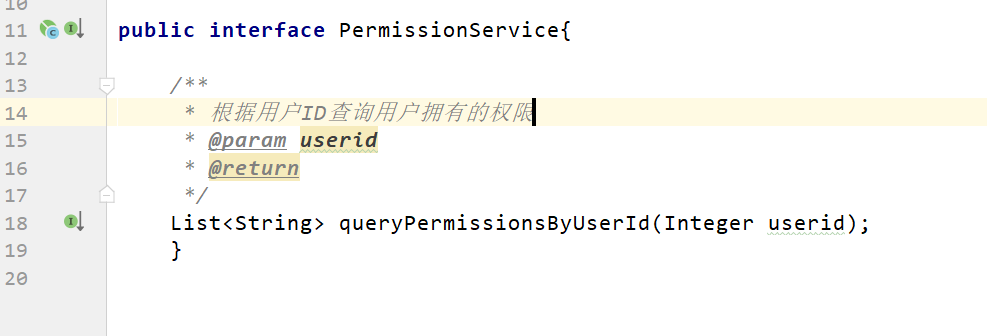 10
11 public interface PermissionService{
12
13 /**
14 * 根据用户ID查询用户拥有的权限
15 * @param userid
16 * @return
17 */
18 List<String> queryPermissionsByUserId(Integer userid);
19 }
20